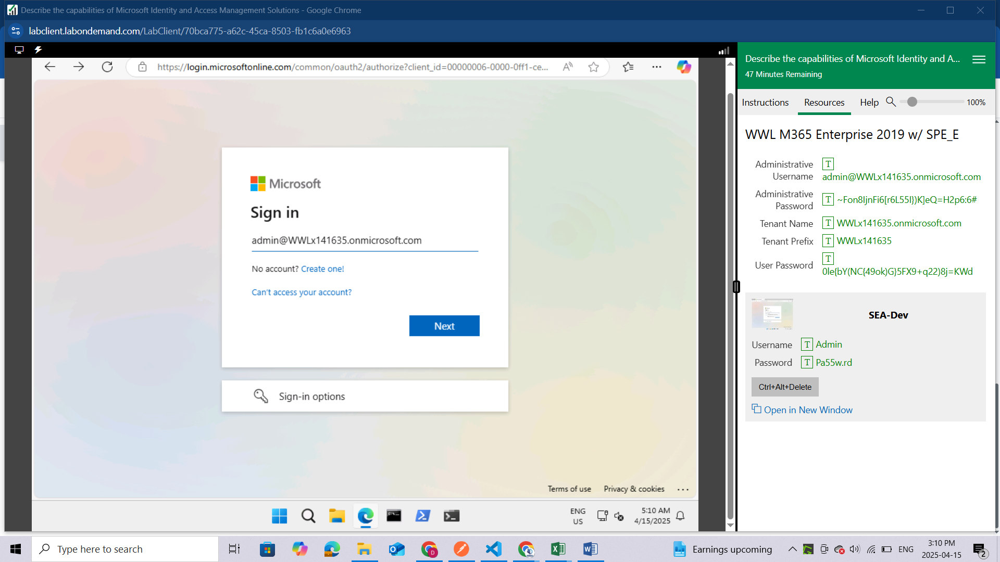 Describe the capabilities of Microsoft Identity and Access Management Solutions - Google Chrome
labclient.labondemand.com/LabClient/70bca775-a62c-45ca-8503-fb1c6a0e6963
https://login.microsoftonline.com/common/oauth2/authorize?client_id=00000006-0000-0ff1-ce...
Microsoft
Sign in
admin@WWLx141635.onmicrosoft.com
No account? Create one!
Can't access your account?
Next
Sign-in options
Terms of use Privacy & cookies
ENG
US
5:10 AM
4/15/2025
Describe the capabilities of Microsoft Identity and A...
47 Minutes Remaining
Instructions Resources Help 100%
WWL M365 Enterprise 2019 w/ SPE_E
Administrative Username T admin@WWLx141635.onmicrosoft.com
Administrative Password T ~Fon8IjnFi6[r6L55I})K]eQ=H2p6:6#
Tenant Name T WWLx141635.onmicrosoft.com
Tenant Prefix T WWLx141635
User Password T 0le{bY(NC{49ok)G}5FX9+q22)8j=KWd
SEA-Dev
Username T Admin
Password T Pa55w.rd
Ctrl+Alt+Delete
Open in New Window
Type here to search
Earnings upcoming
ENG
3:10 PM
2025-04-15
2